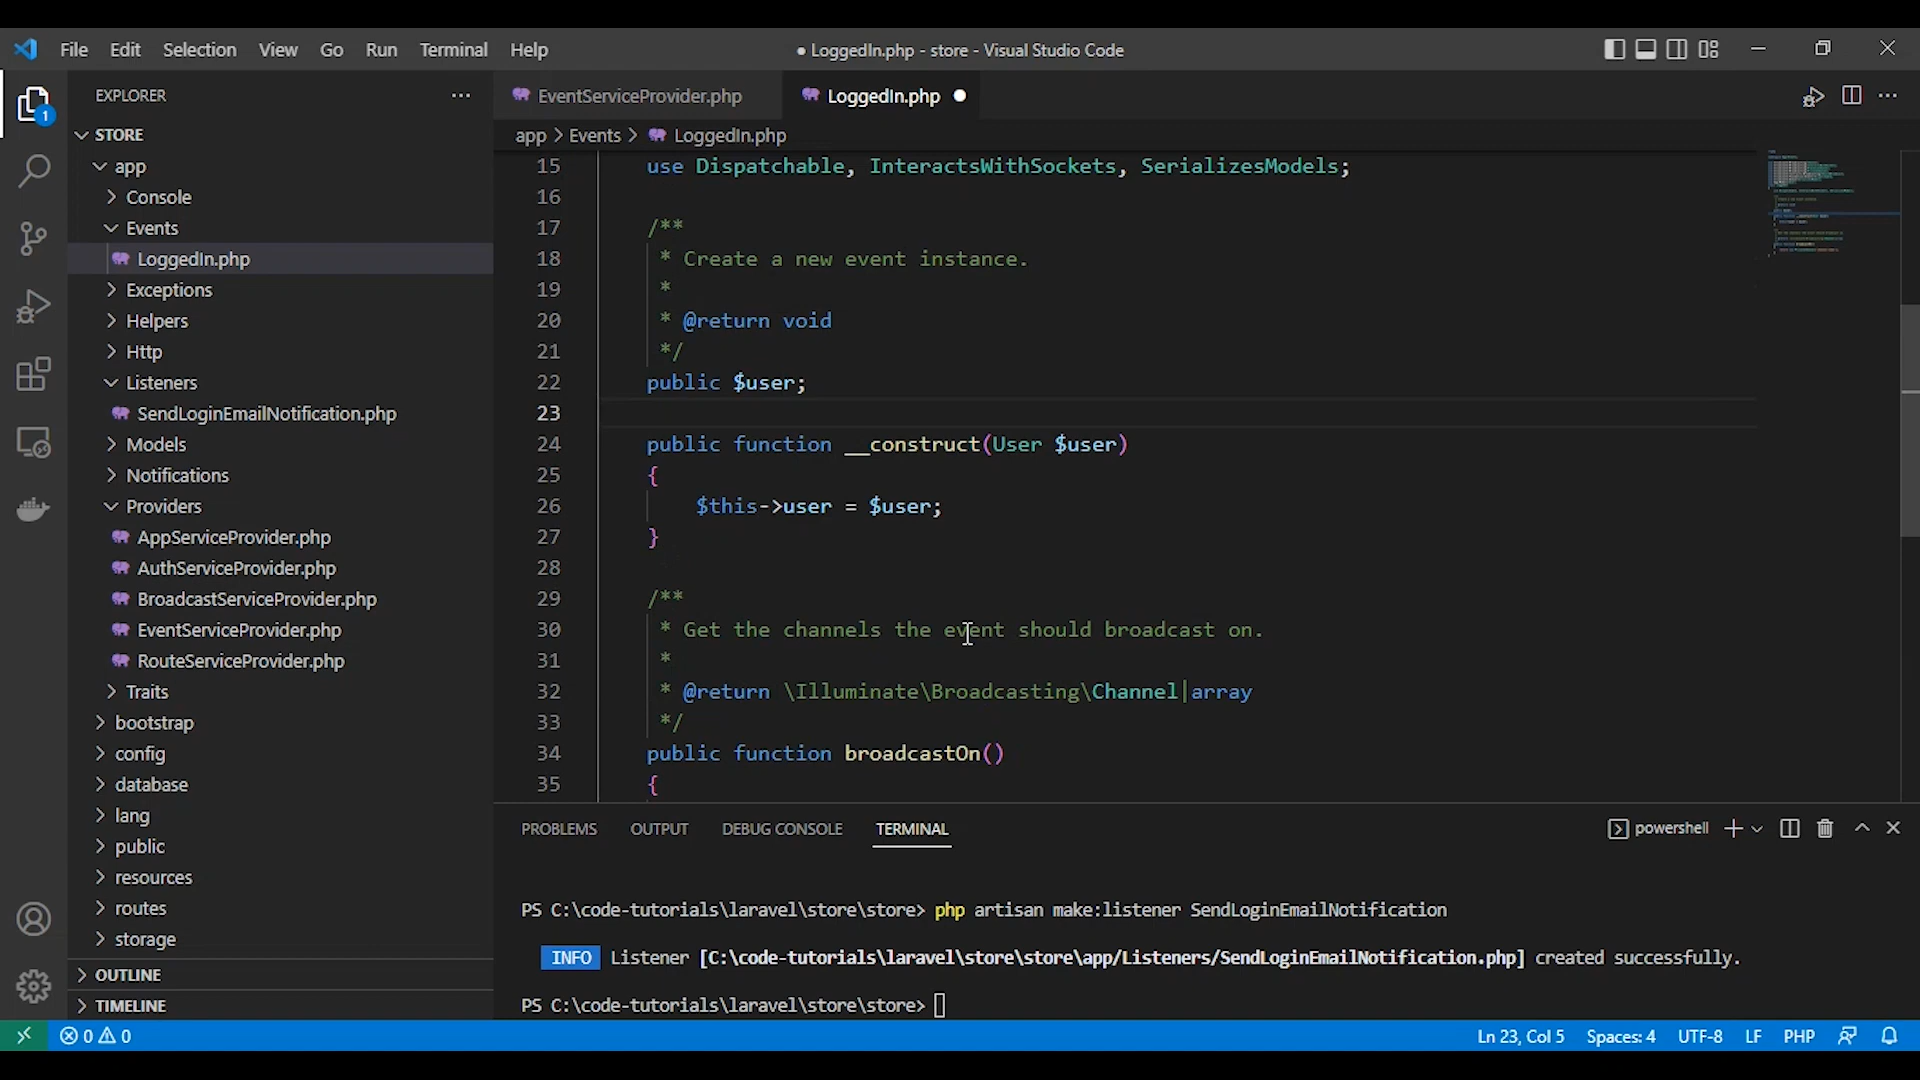 File Edit Selection View Go Run Terminal Help
● LoggedIn.php - store - Visual Studio Code
EXPLORER
1
STORE
app
Console
Events
LoggedIn.php
Exceptions
Helpers
Http
Listeners
SendLoginEmailNotification.php
Models
Notifications
Providers
AppServiceProvider.php
AuthServiceProvider.php
BroadcastServiceProvider.php
EventServiceProvider.php
RouteServiceProvider.php
Traits
bootstrap
config
database
lang
public
resources
routes
storage
OUTLINE
TIMELINE
EventServiceProvider.php LoggedIn.php
app > Events > LoggedIn.php
15 use Dispatchable, InteractsWithSockets, SerializesModels;
16
17 /**
18 * Create a new event instance.
19 *
20 * @return void
21 */
22 public $user;
23
24 public function __construct(User $user)
25 {
26 $this->user = $user;
27 }
28
29 /**
30 * Get the channels the event should broadcast on.
31 *
32 * @return \Illuminate\Broadcasting\Channel|array
33 */
34 public function broadcastOn()
35 {
PROBLEMS OUTPUT DEBUG CONSOLE TERMINAL
powershell
PS C:\code-tutorials\laravel\store\store> php artisan make:listener SendLoginEmailNotification
INFO Listener [C:\code-tutorials\laravel\store\store\app/Listeners/SendLoginEmailNotification.php] created successfully.
PS C:\code-tutorials\laravel\store\store>
0 0
Ln 23, Col 5 Spaces: 4 UTF-8 LF PHP